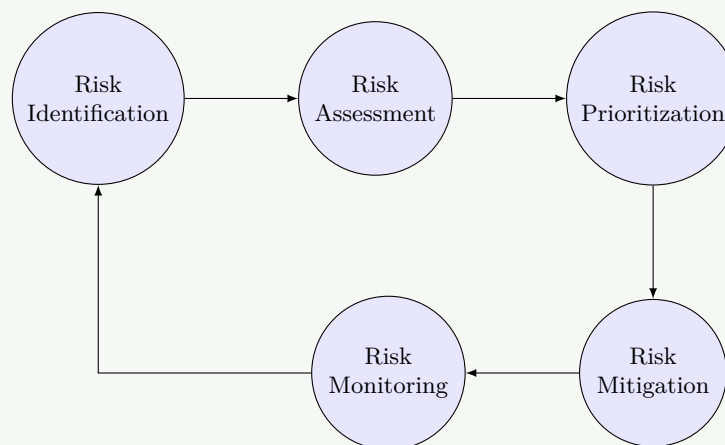 Risk
Identification
Risk
Assessment
Risk
Prioritization
Risk
Mitigation
Risk
Monitoring